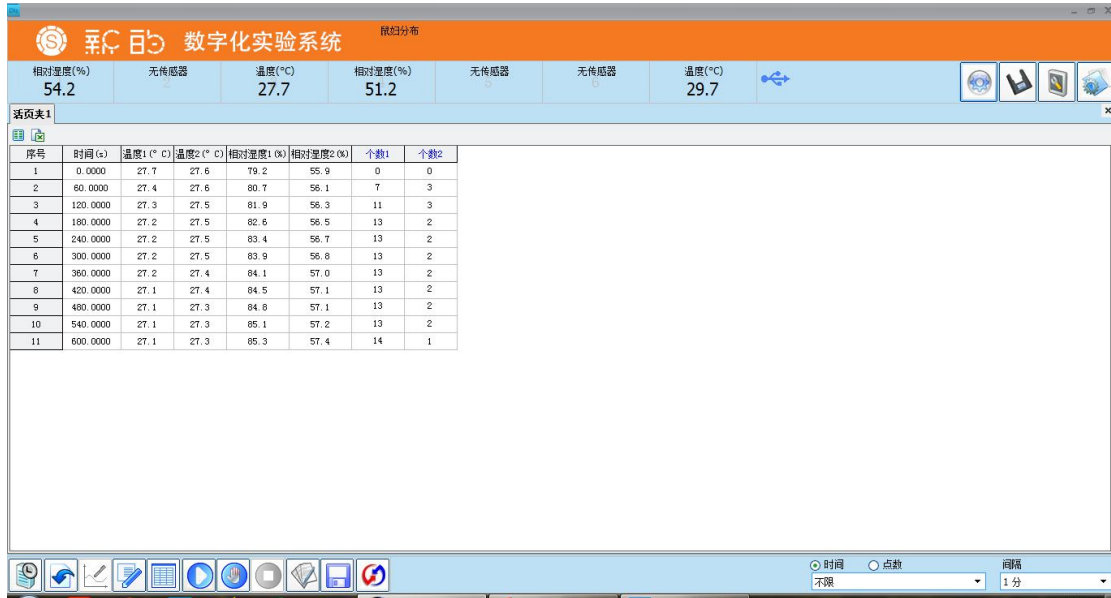 鼠妇分布
新韵 数字化实验系统
相对湿度(%) 无传感器 温度(°C) 相对湿度(%) 无传感器 无传感器 温度(°C)
54.2 27.7 51.2 29.7
活页夹1
序号 时间(s) 温度1(° C) 温度2(° C) 相对湿度1(%) 相对湿度2(%) 个数1 个数2
1 0.0000 27.7 27.6 79.2 55.9 0 0
2 60.0000 27.4 27.6 80.7 56.1 7 3
3 120.0000 27.3 27.5 81.9 56.3 11 3
4 180.0000 27.2 27.5 82.6 56.5 13 2
5 240.0000 27.2 27.5 83.4 56.7 13 2
6 300.0000 27.2 27.5 83.9 56.8 13 2
7 360.0000 27.2 27.4 84.1 57.0 13 2
8 420.0000 27.1 27.4 84.5 57.1 13 2
9 480.0000 27.1 27.3 84.8 57.1 13 2
10 540.0000 27.1 27.3 85.1 57.2 13 2
11 600.0000 27.1 27.3 85.3 57.4 14 1
时间 点数 间隔
不限 1分